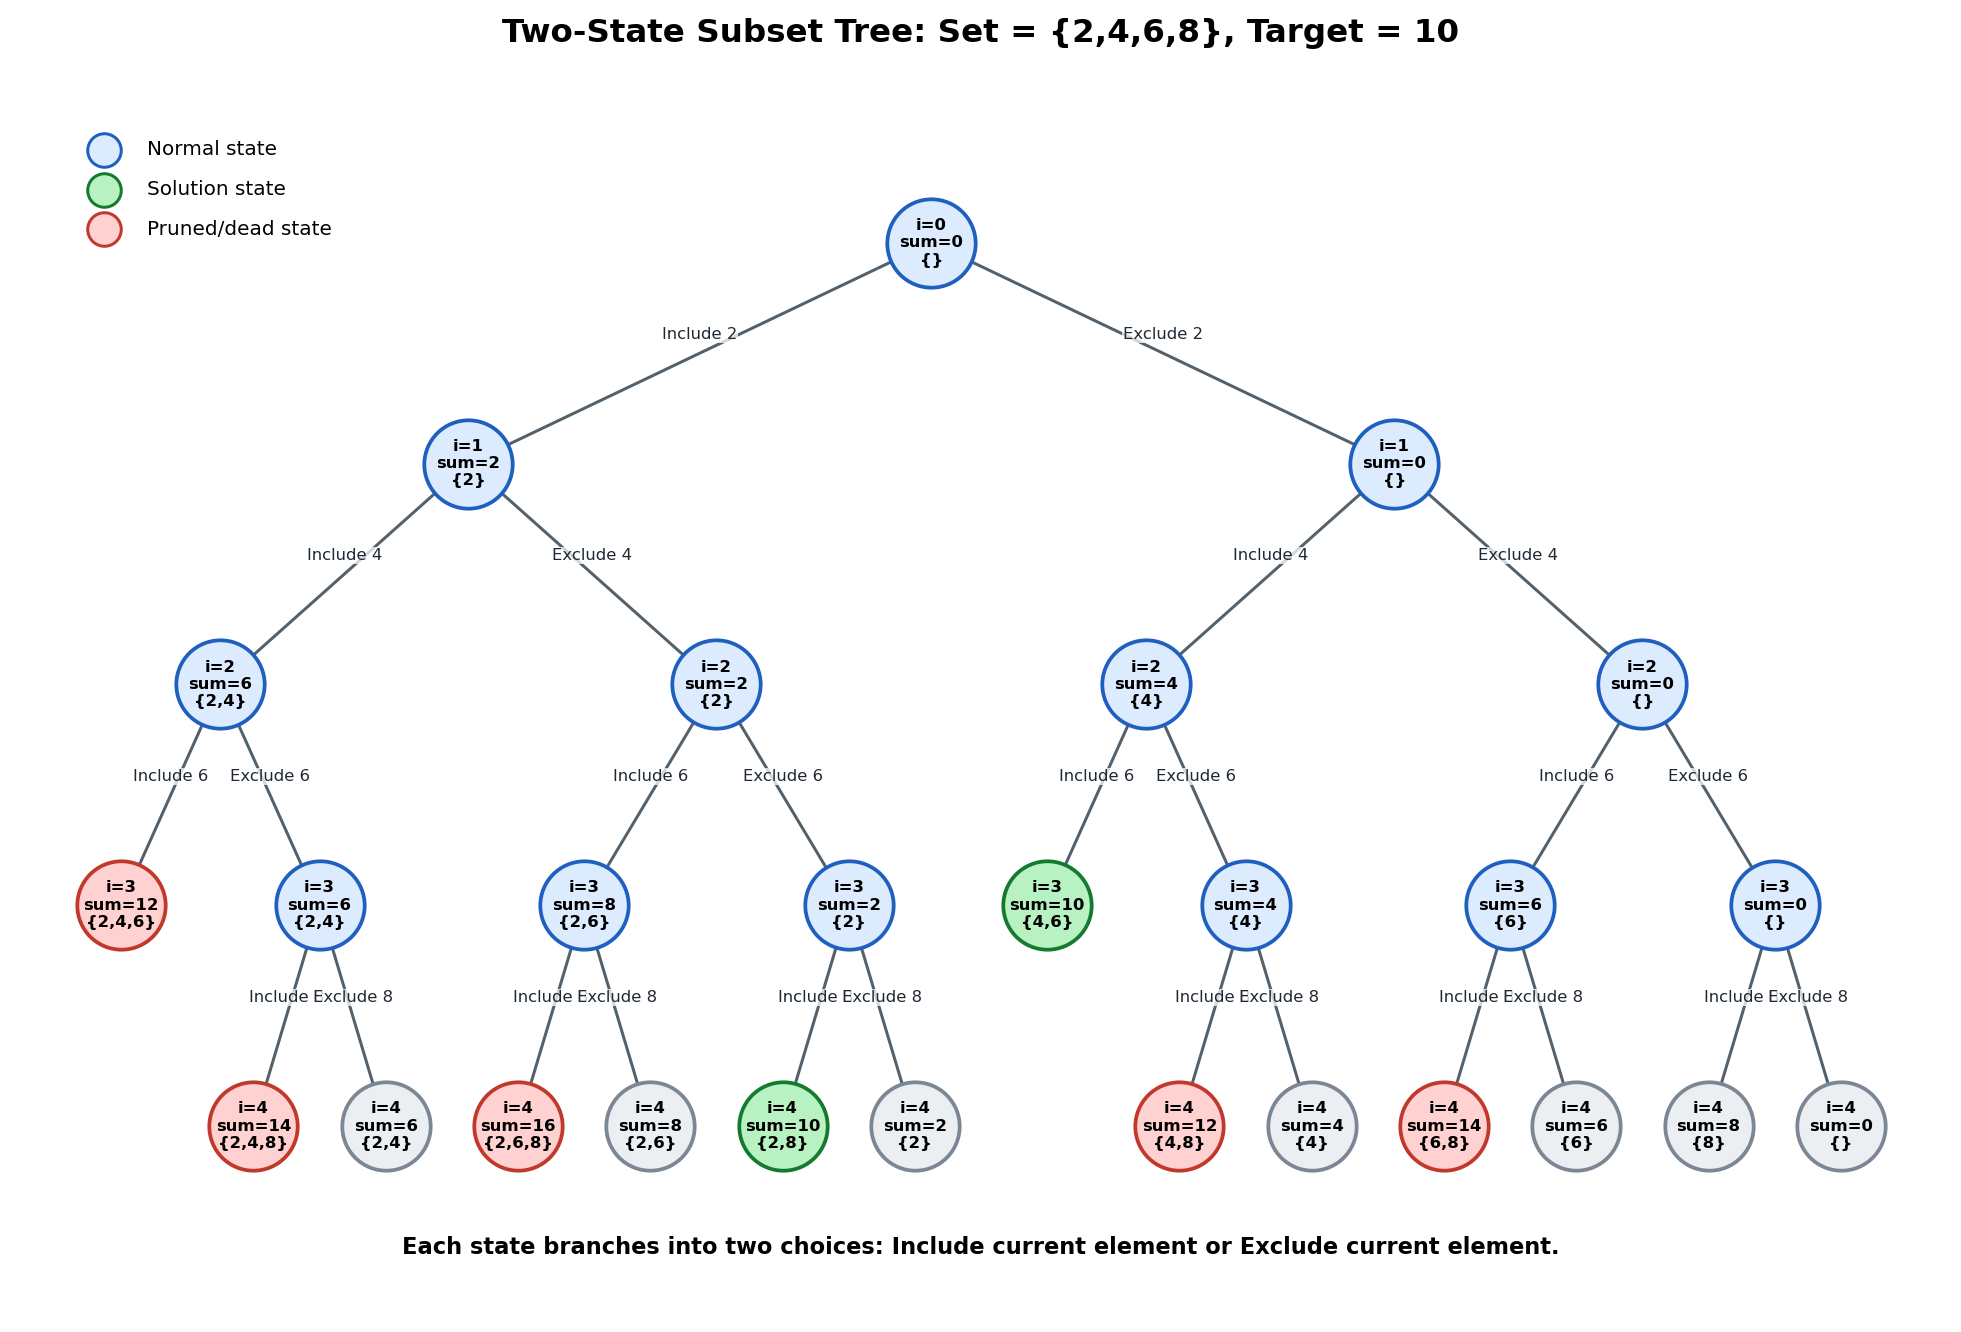 Two-State Subset Tree: Set = {2,4,6,8}, Target = 10
Normal state
Solution state
Pruned/dead state
i=0
sum=0
{}
Include 2
Exclude 2
i=1
sum=2
{2}
i=1
sum=0
{}
Include 4
Exclude 4
Include 4
Exclude 4
i=2
sum=6
{2,4}
i=2
sum=2
{2}
i=2
sum=4
{4}
i=2
sum=0
{}
Include 6
Exclude 6
Include 6
Exclude 6
Include 6
Exclude 6
Include 6
Exclude 6
i=3
sum=12
{2,4,6}
i=3
sum=6
{2,4}
i=3
sum=8
{2,6}
i=3
sum=2
{2}
i=3
sum=10
{4,6}
i=3
sum=4
{4}
i=3
sum=6
{6}
i=3
sum=0
{}
Include
Exclude 8
Include
Exclude 8
Include
Exclude 8
Include
Exclude 8
Include
Exclude 8
Include
Exclude 8
i=4
sum=14
{2,4,8}
i=4
sum=6
{2,4}
i=4
sum=16
{2,6,8}
i=4
sum=8
{2,6}
i=4
sum=10
{2,8}
i=4
sum=2
{2}
i=4
sum=12
{4,8}
i=4
sum=4
{4}
i=4
sum=14
{6,8}
i=4
sum=6
{6}
i=4
sum=8
{8}
i=4
sum=0
{}
Each state branches into two choices: Include current element or Exclude current element.